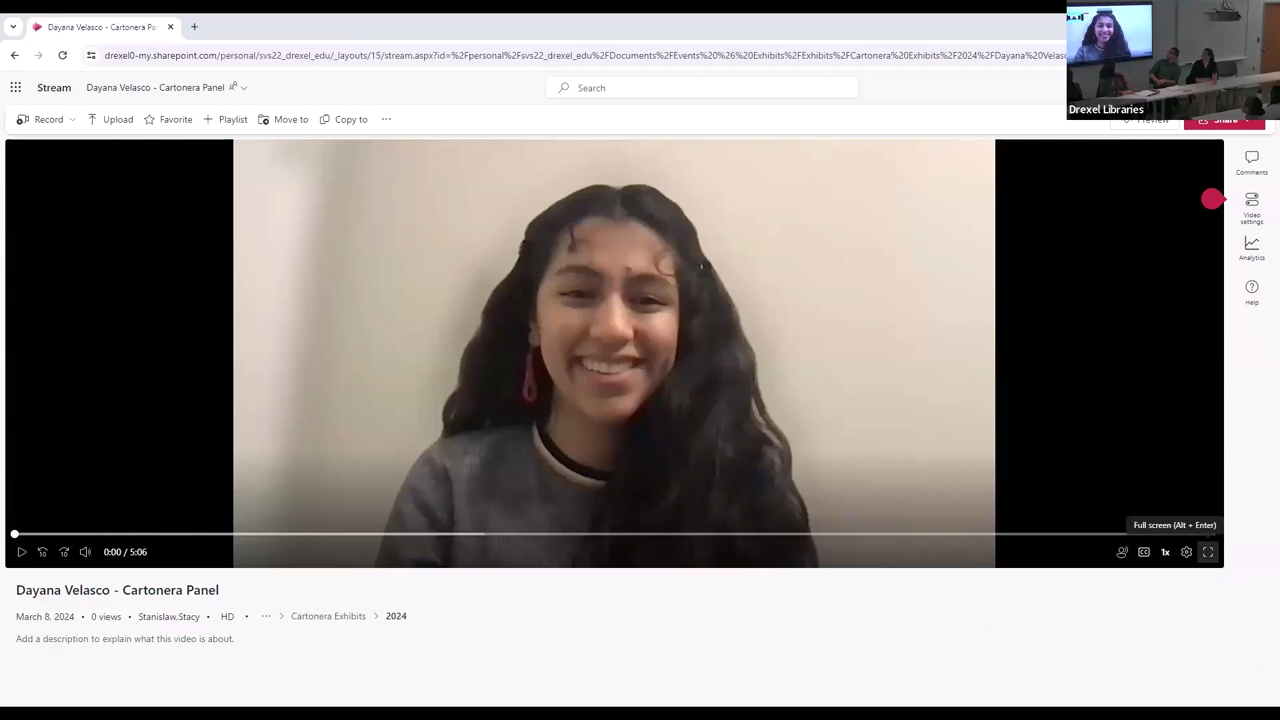 Dayana Velasco - Cartonera Pa
drexel0-my.sharepoint.com/personal/svs22_drexel_edu/_layouts/15/stream.aspx?id=%2Fpersonal%2Fsvs22_drexel_edu%2FDocuments%2FEvents%20%26%20Exhibits%2FExhibits%2FCartonera%20Exhibits%2F2024%2FDayana%20Velasc
Stream
Dayana Velasco - Cartonera Panel
Search
Drexel Libraries
Record
Upload
Favorite
Playlist
Move to
Copy to
Preview
Share
Comments
Video settings
Analytics
Help
Full screen (Alt + Enter)
10
10
0:00 / 5:06
1x
Dayana Velasco - Cartonera Panel
March 8, 2024 • 0 views • Stanislaw,Stacy • HD • ··· > Cartonera Exhibits > 2024
Add a description to explain what this video is about.